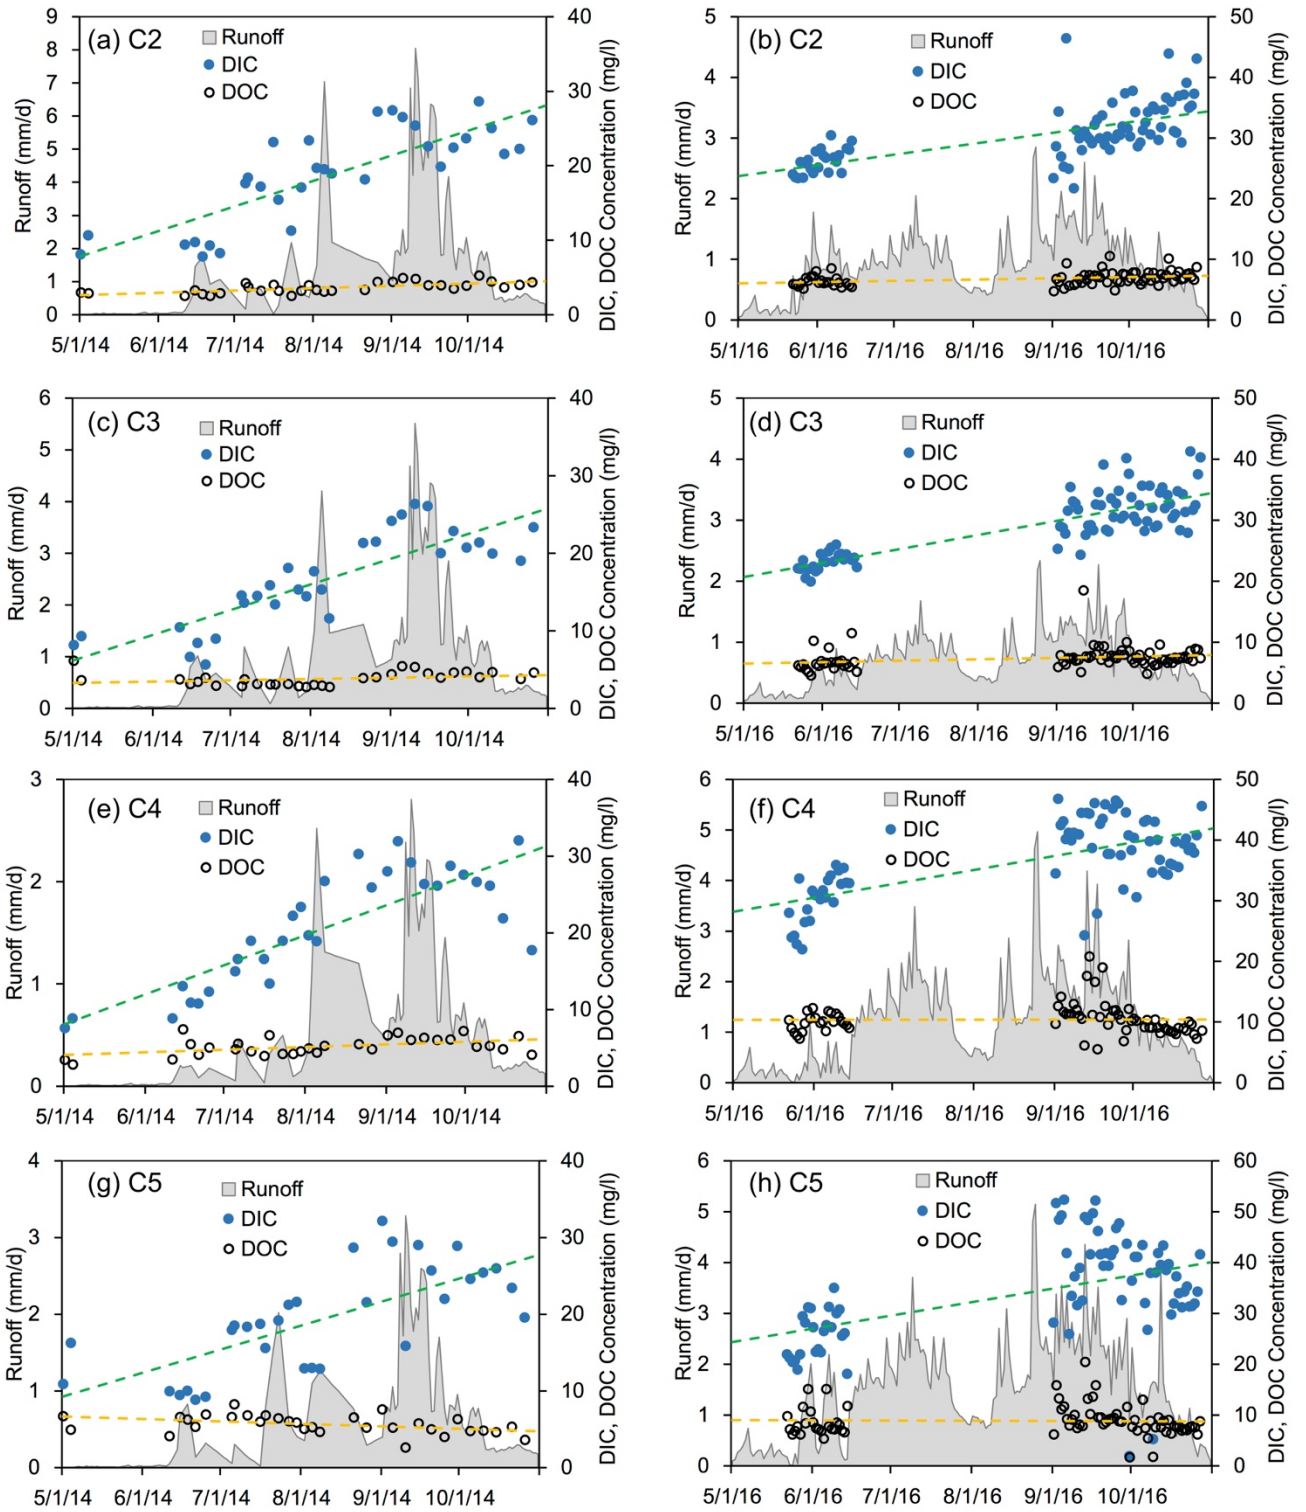 (a) C2
Runoff
DIC
DOC
Runoff (mm/d)
DIC, DOC Concentration (mg/l)
9
8
7
6
5
4
3
2
1
0
40
30
20
10
0
5/1/14 6/1/14 7/1/14 8/1/14 9/1/14 10/1/14
(b) C2
Runoff
DIC
DOC
Runoff (mm/d)
DIC, DOC Concentration (mg/l)
5
4
3
2
1
0
50
40
30
20
10
0
5/1/16 6/1/16 7/1/16 8/1/16 9/1/16 10/1/16
(c) C3
Runoff
DIC
DOC
Runoff (mm/d)
DIC, DOC Concentration (mg/l)
6
5
4
3
2
1
0
40
30
20
10
0
5/1/14 6/1/14 7/1/14 8/1/14 9/1/14 10/1/14
(d) C3
Runoff
DIC
DOC
Runoff (mm/d)
DIC, DOC Concentration (mg/l)
5
4
3
2
1
0
50
40
30
20
10
0
5/1/16 6/1/16 7/1/16 8/1/16 9/1/16 10/1/16
(e) C4
Runoff
DIC
DOC
Runoff (mm/d)
DIC, DOC Concentration (mg/l)
3
2
1
0
40
30
20
10
0
5/1/14 6/1/14 7/1/14 8/1/14 9/1/14 10/1/14
(f) C4
Runoff
DIC
DOC
Runoff (mm/d)
DIC, DOC Concentration (mg/l)
6
5
4
3
2
1
0
50
40
30
20
10
0
5/1/16 6/1/16 7/1/16 8/1/16 9/1/16 10/1/16
(g) C5
Runoff
DIC
DOC
Runoff (mm/d)
DIC, DOC Concentration (mg/l)
4
3
2
1
0
40
30
20
10
0
5/1/14 6/1/14 7/1/14 8/1/14 9/1/14 10/1/14
(h) C5
Runoff
DIC
DOC
Runoff (mm/d)
DIC, DOC Concentration (mg/l)
6
5
4
3
2
1
0
60
50
40
30
20
10
0
5/1/16 6/1/16 7/1/16 8/1/16 9/1/16 10/1/16